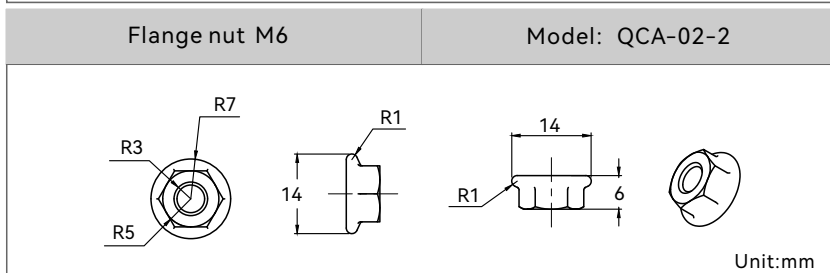 Flange nut M6
Model: QCA-02-2
R7
R3
R5
R1
14
14
R1
6
Unit:mm